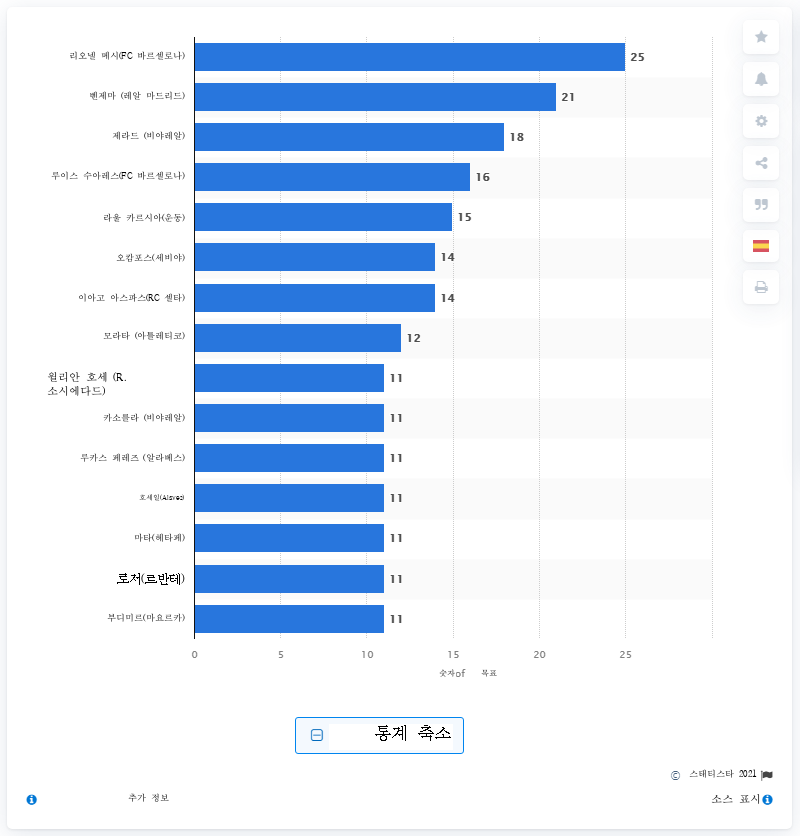 리오넬 메시(FC 바르셀로나) 25
벤제마 (레알 마드리드) 21
제라드 (비야레알) 18
루이스 수아레스(FC 바르셀로나) 16
라울 카르시아(운동) 15
오캄포스(세비야) 14
이아고 아스파스(RC 셀타) 14
모라타 (아틀레티코) 12
윌리안 호세 (R.
소시에다드) 11
카소를라 (비야레알) 11
루카스 페레즈 (알라베스) 11
호세일(Alaves) 11
마타(헤타페) 11
로저(르반테) 11
부디미르(마요르카) 11
0 5 10 15 20 25
숫자of 목표
통계 축소
© 스태티스타 2021
추가 정보 소스 표시